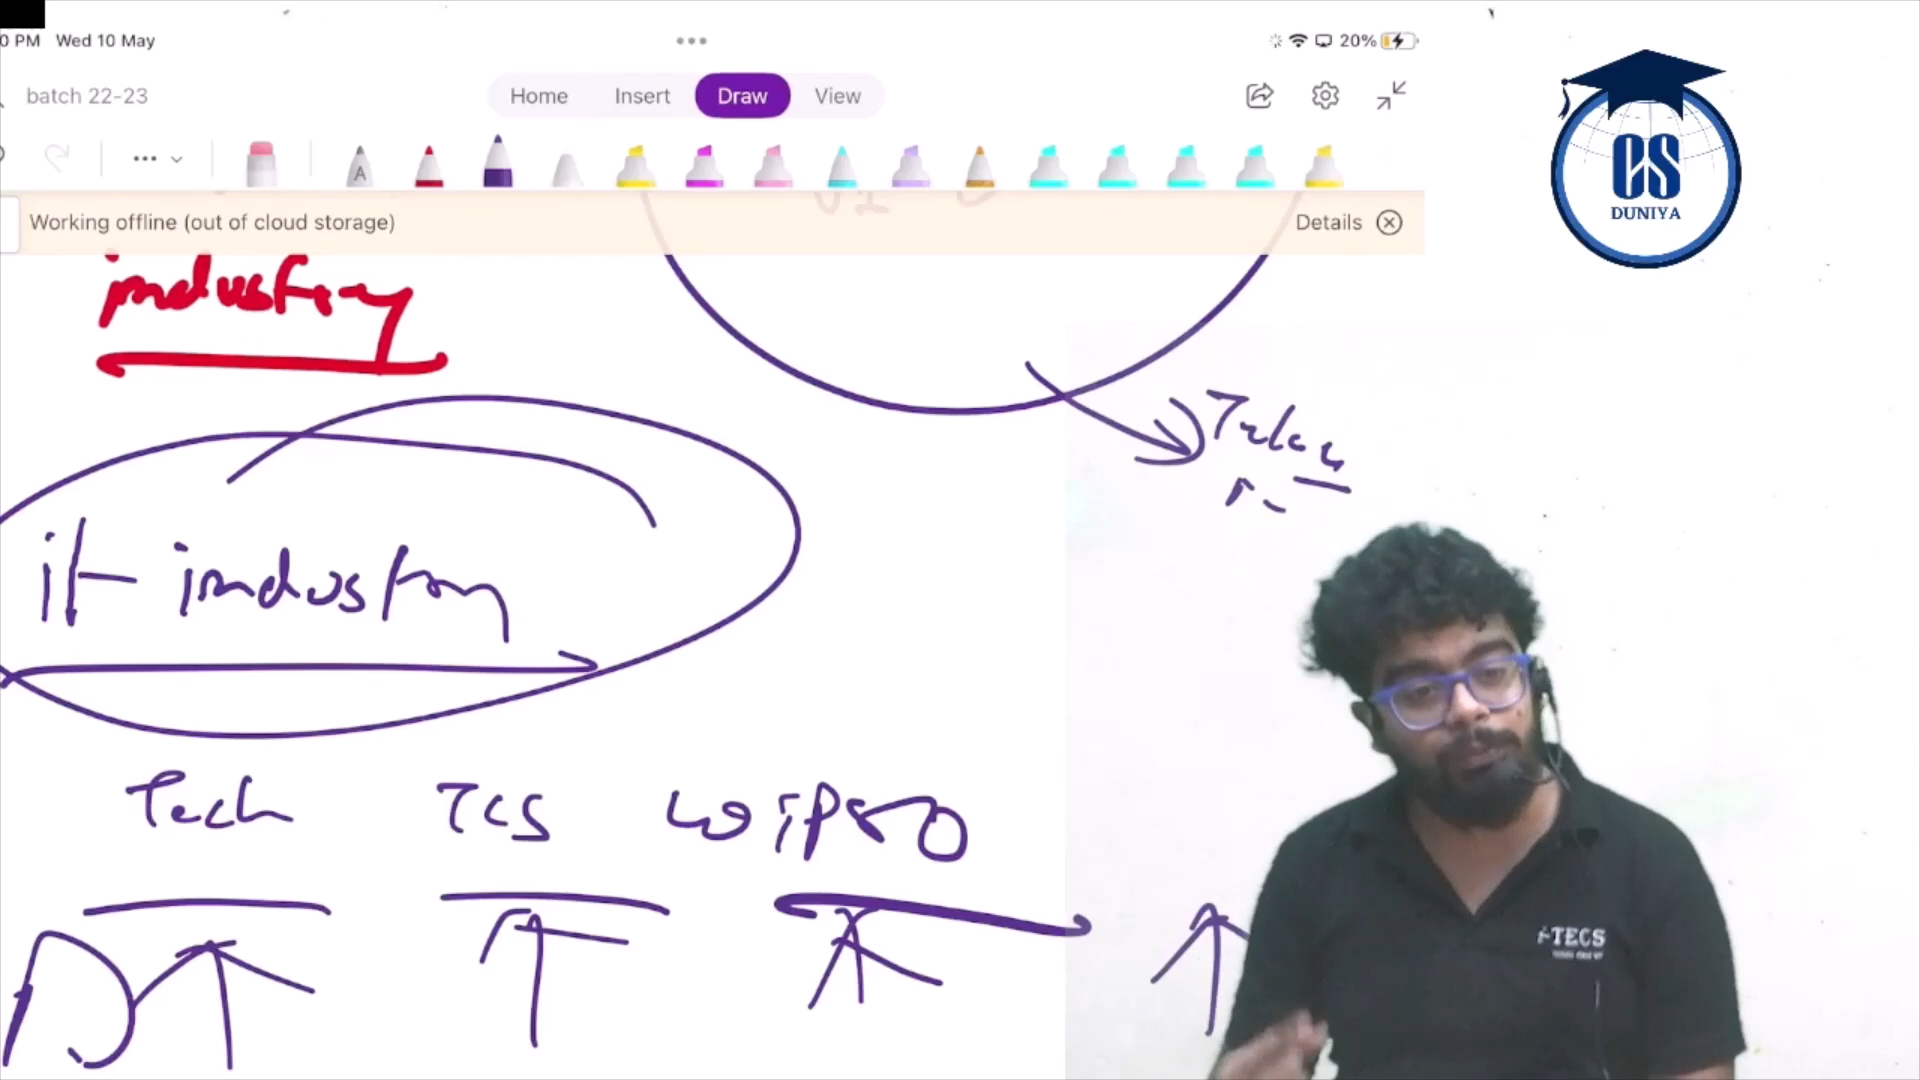 0 PM Wed 10 May
20%
batch 22-23
Home Insert Draw View
A
Working offline (out of cloud storage)
Details
CS
DUNIYA
industry
it industry
Tech TCS wipro
i-TECS